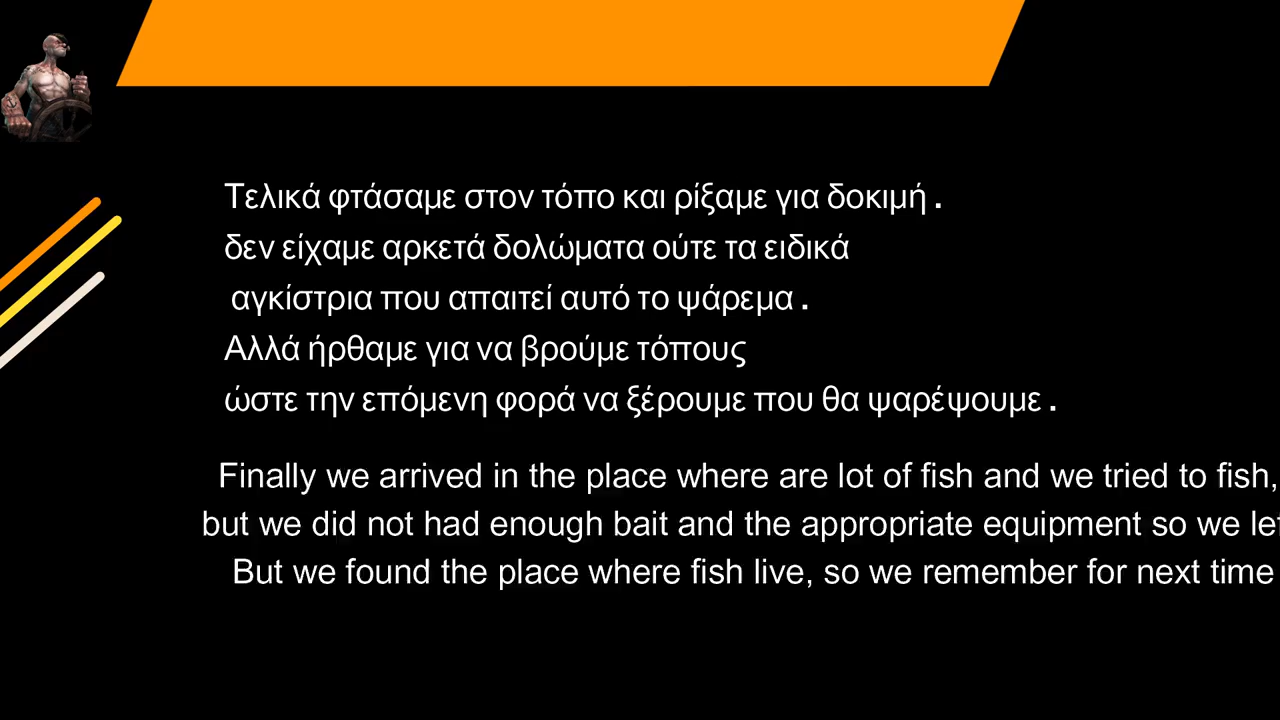 Τελικά φτάσαμε στον τόπο και ρίξαμε για δοκιμή .
δεν είχαμε αρκετά δολώματα ούτε τα ειδικά
αγκίστρια που απαιτεί αυτό το ψάρεμα .
Αλλά ήρθαμε για να βρούμε τόπους
ώστε την επόμενη φορά να ξέρουμε που θα ψαρέψουμε .
Finally we arrived in the place where are lot of fish and we tried to fish,
but we did not had enough bait and the appropriate equipment so we
But we found the place where fish live, so we remember for next time